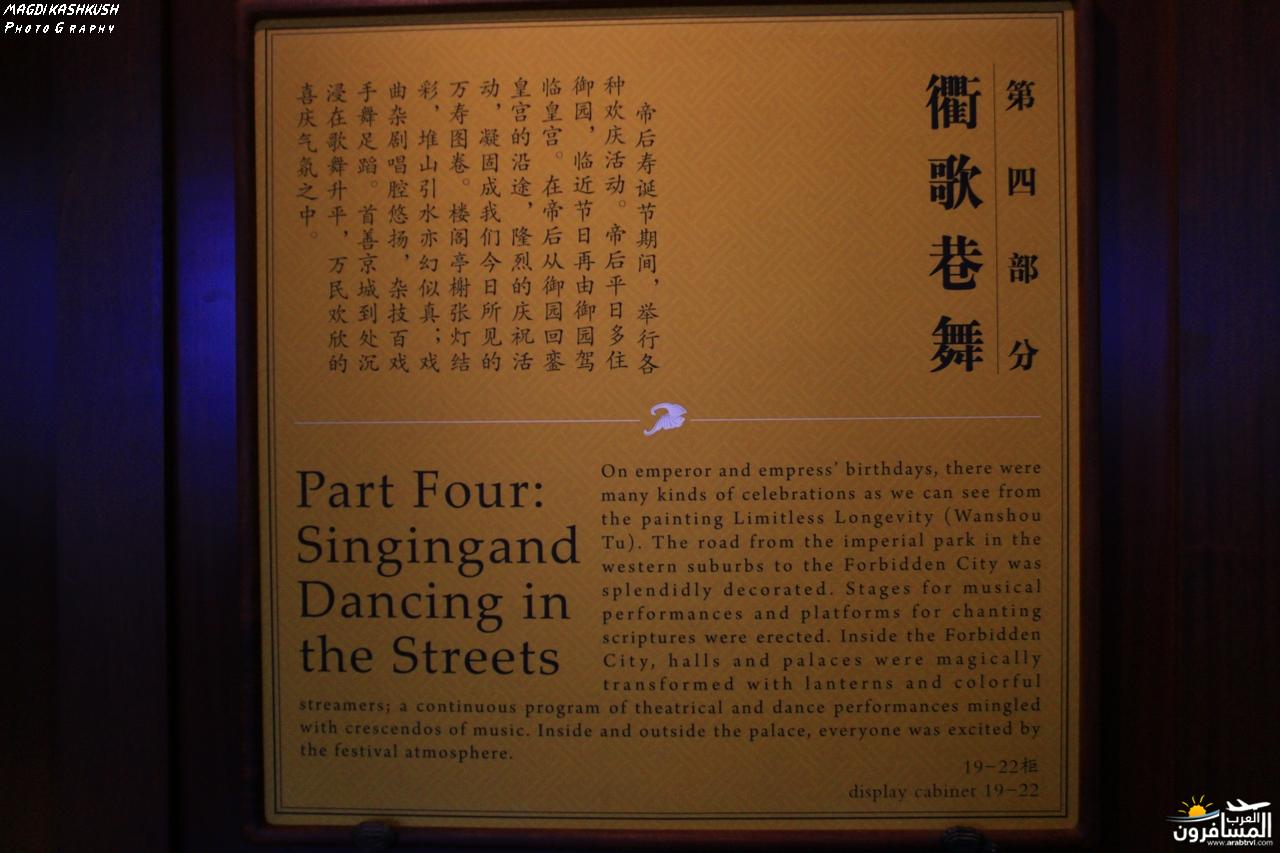 MAGDI KASHKUSH
PHOTOGRAPHY
第四部分
衢歌巷舞
帝后寿诞节期间，举行各
种欢庆活动。帝后平日多住
御园，临近节日再由御园驾
临皇宫。在帝后从御园回銮
皇宫的沿途，隆烈的庆祝活
动，凝固成我们今日所见的
万寿图卷。楼阁亭榭张灯结
彩，堆山引水亦幻似真；戏
曲杂剧唱腔悠扬，杂技百戏
手舞足蹈。首善京城到处沉
浸在歌舞升平，万民欢欣的
喜庆气氛之中。
Part Four:
Singingand
Dancing in
the Streets
On emperor and empress’ birthdays, there were
many kinds of celebrations as we can see from
the painting Limitless Longevity (Wanshou
Tu). The road from the imperial park in the
western suburbs to the Forbidden City was
splendidly decorated. Stages for musical
performances and platforms for chanting
scriptures were erected. Inside the Forbidden
City, halls and palaces were magically
transformed with lanterns and colorful
streamers; a continuous program of theatrical and dance performances mingled
with crescendos of music. Inside and outside the palace, everyone was excited by
the festival atmosphere.
19-22柜
display cabinet 19-22
العرب
المسافرون
www.arabtrvl.com